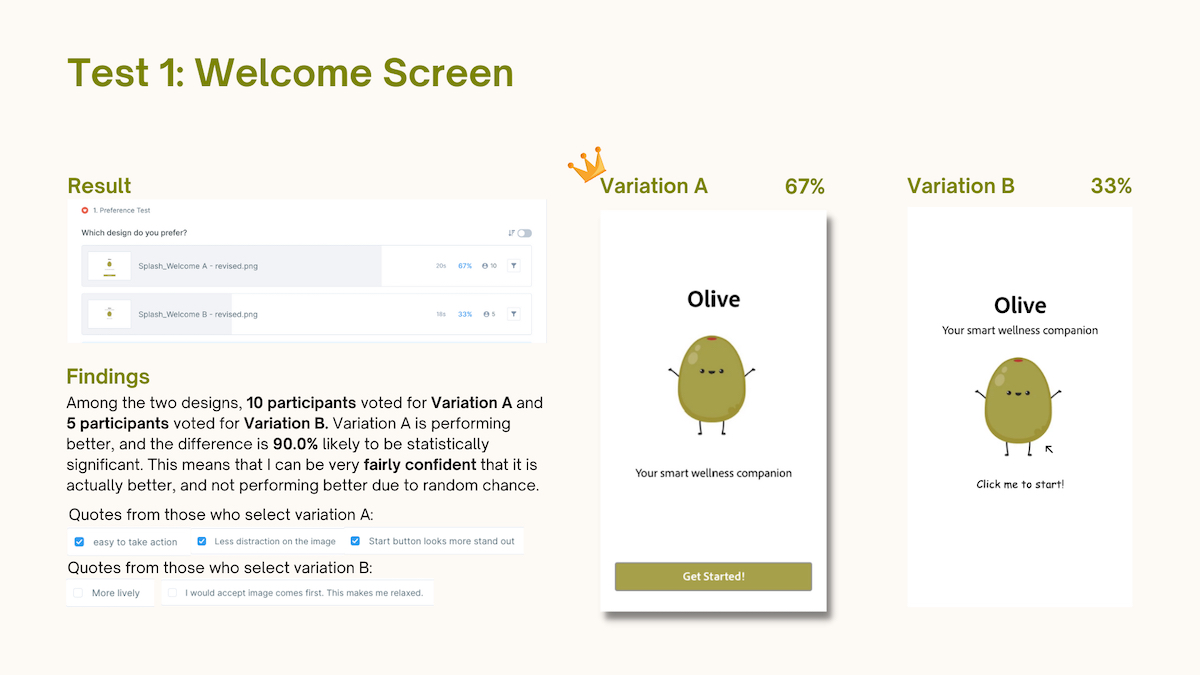 Test 1: Welcome Screen
Result
1. Preference Test
Which design do you prefer?
Splash_Welcome A - revised.png
20s 67% 10
Splash_Welcome B - revised.png
18s 33% 5
Findings
Among the two designs, 10 participants voted for Variation A and
5 participants voted for Variation B. Variation A is performing
better, and the difference is 90.0% likely to be statistically
significant. This means that I can be very fairly confident that it is
actually better, and not performing better due to random chance.
Quotes from those who select variation A:
easy to take action
Less distraction on the image
Start button looks more stand out
Quotes from those who select variation B:
More lively
I would accept image comes first. This makes me relaxed.
Variation A 67%
Olive
Your smart wellness companion
Get Started!
Variation B 33%
Olive
Your smart wellness companion
Click me to start!